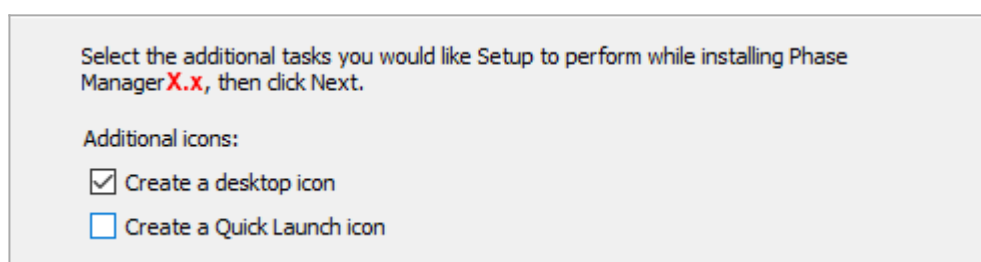 Select the additional tasks you would like Setup to perform while installing Phase
ManagerX.x, then click Next.
Additional icons:
Create a desktop icon
Create a Quick Launch icon